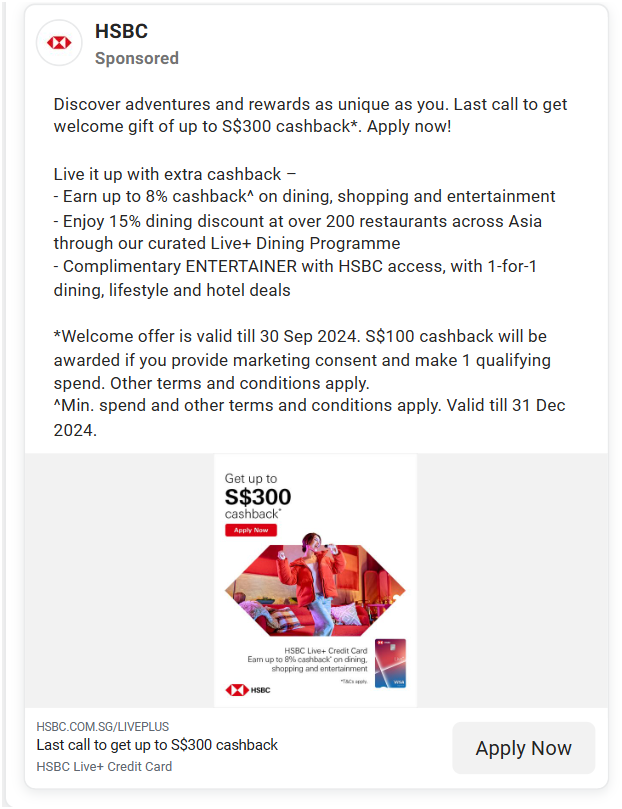 HSBC
Sponsored
Discover adventures and rewards as unique as you. Last call to get
welcome gift of up to S$300 cashback*. Apply now!
Live it up with extra cashback –
- Earn up to 8% cashback^ on dining, shopping and entertainment
- Enjoy 15% dining discount at over 200 restaurants across Asia
through our curated Live+ Dining Programme
- Complimentary ENTERTAINER with HSBC access, with 1-for-1
dining, lifestyle and hotel deals
*Welcome offer is valid till 30 Sep 2024. S$100 cashback will be
awarded if you provide marketing consent and make 1 qualifying
spend. Other terms and conditions apply.
^Min. spend and other terms and conditions apply. Valid till 31 Dec
2024.
Get up to
S$300
cashback*
Apply Now
HSBC Live+ Credit Card
Earn up to 8% cashback* on dining,
shopping and entertainment
*T&Cs apply.
VISA
HSBC
HSBC.COM.SG/LIVEPLUS
Last call to get up to S$300 cashback
HSBC Live+ Credit Card
Apply Now